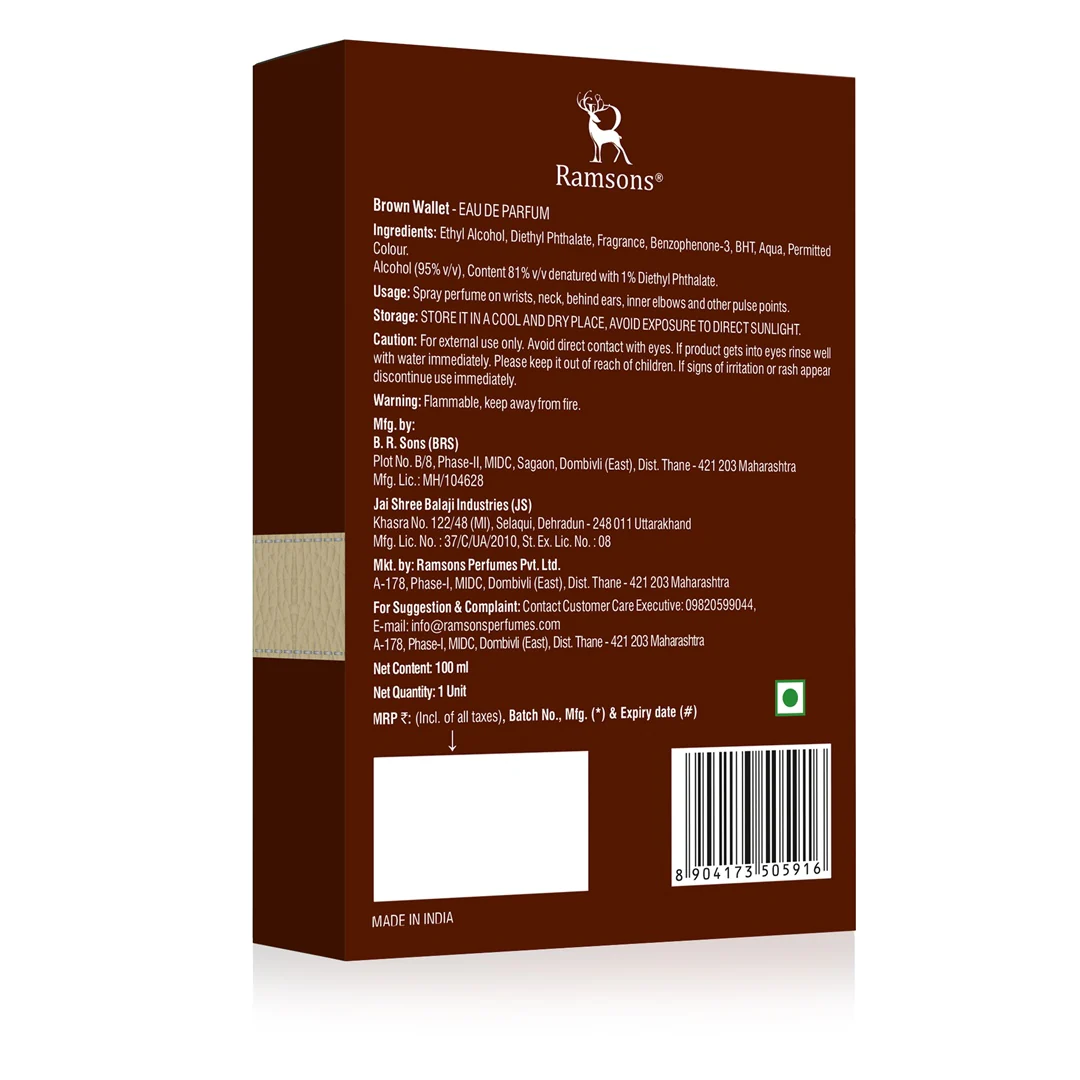 Ramsons®
Brown Wallet - EAU DE PARFUM
Ingredients: Ethyl Alcohol, Diethyl Phthalate, Fragrance, Benzophenone-3, BHT, Aqua, Permitted
Colour.
Alcohol (95% v/v), Content 81% v/v denatured with 1% Diethyl Phthalate.
Usage: Spray perfume on wrists, neck, behind ears, inner elbows and other pulse points.
Storage: STORE IT IN A COOL AND DRY PLACE, AVOID EXPOSURE TO DIRECT SUNLIGHT.
Caution: For external use only. Avoid direct contact with eyes. If product gets into eyes rinse well
with water immediately. Please keep it out of reach of children. If signs of irritation or rash appear
discontinue use immediately.
Warning: Flammable, keep away from fire.
Mfg. by:
B. R. Sons (BRS)
Plot No. B/8, Phase-II, MIDC, Sagaon, Dombivli (East), Dist. Thane - 421 203 Maharashtra
Mfg. Lic.: MH/104628
Jai Shree Balaji Industries (JS)
Khasra No. 122/48 (MI), Selaqui, Dehradun - 248 011 Uttarakhand
Mfg. Lic. No. : 37/C/UA/2010, St. Ex. Lic. No. : 08
Mkt. by: Ramsons Perfumes Pvt. Ltd.
A-178, Phase-I, MIDC, Dombivli (East), Dist. Thane - 421 203 Maharashtra
For Suggestion & Complaint: Contact Customer Care Executive: 09820599044,
E-mail: info@ramsonsperfumes.com
A-178, Phase-I, MIDC, Dombivli (East), Dist. Thane - 421 203 Maharashtra
Net Content: 100 ml
Net Quantity: 1 Unit
MRP ₹: (Incl. of all taxes), Batch No., Mfg. (*) & Expiry date (#)
8 904173 505916
MADE IN INDIA